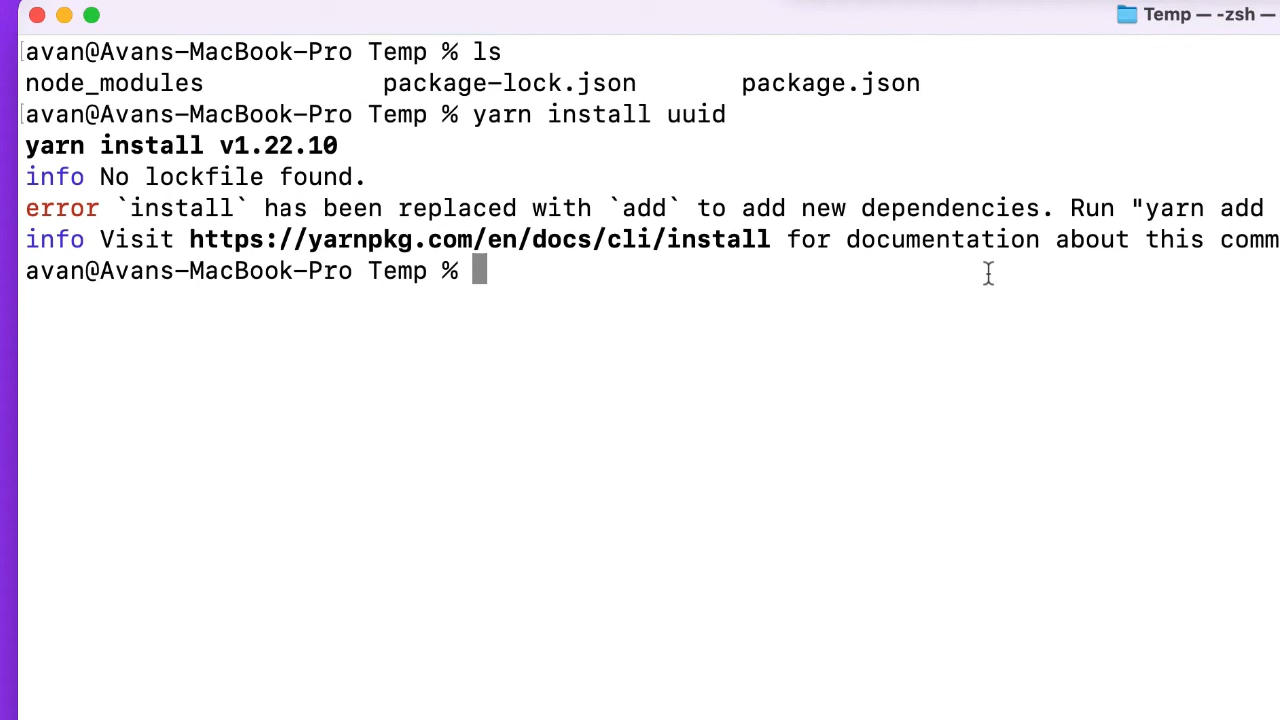 Temp — -zsh —
avan@Avans-MacBook-Pro Temp % ls
node_modules package-lock.json package.json
avan@Avans-MacBook-Pro Temp % yarn install uuid
yarn install v1.22.10
info No lockfile found.
error `install` has been replaced with `add` to add new dependencies. Run "yarn add
info Visit https://yarnpkg.com/en/docs/cli/install for documentation about this comm
avan@Avans-MacBook-Pro Temp %